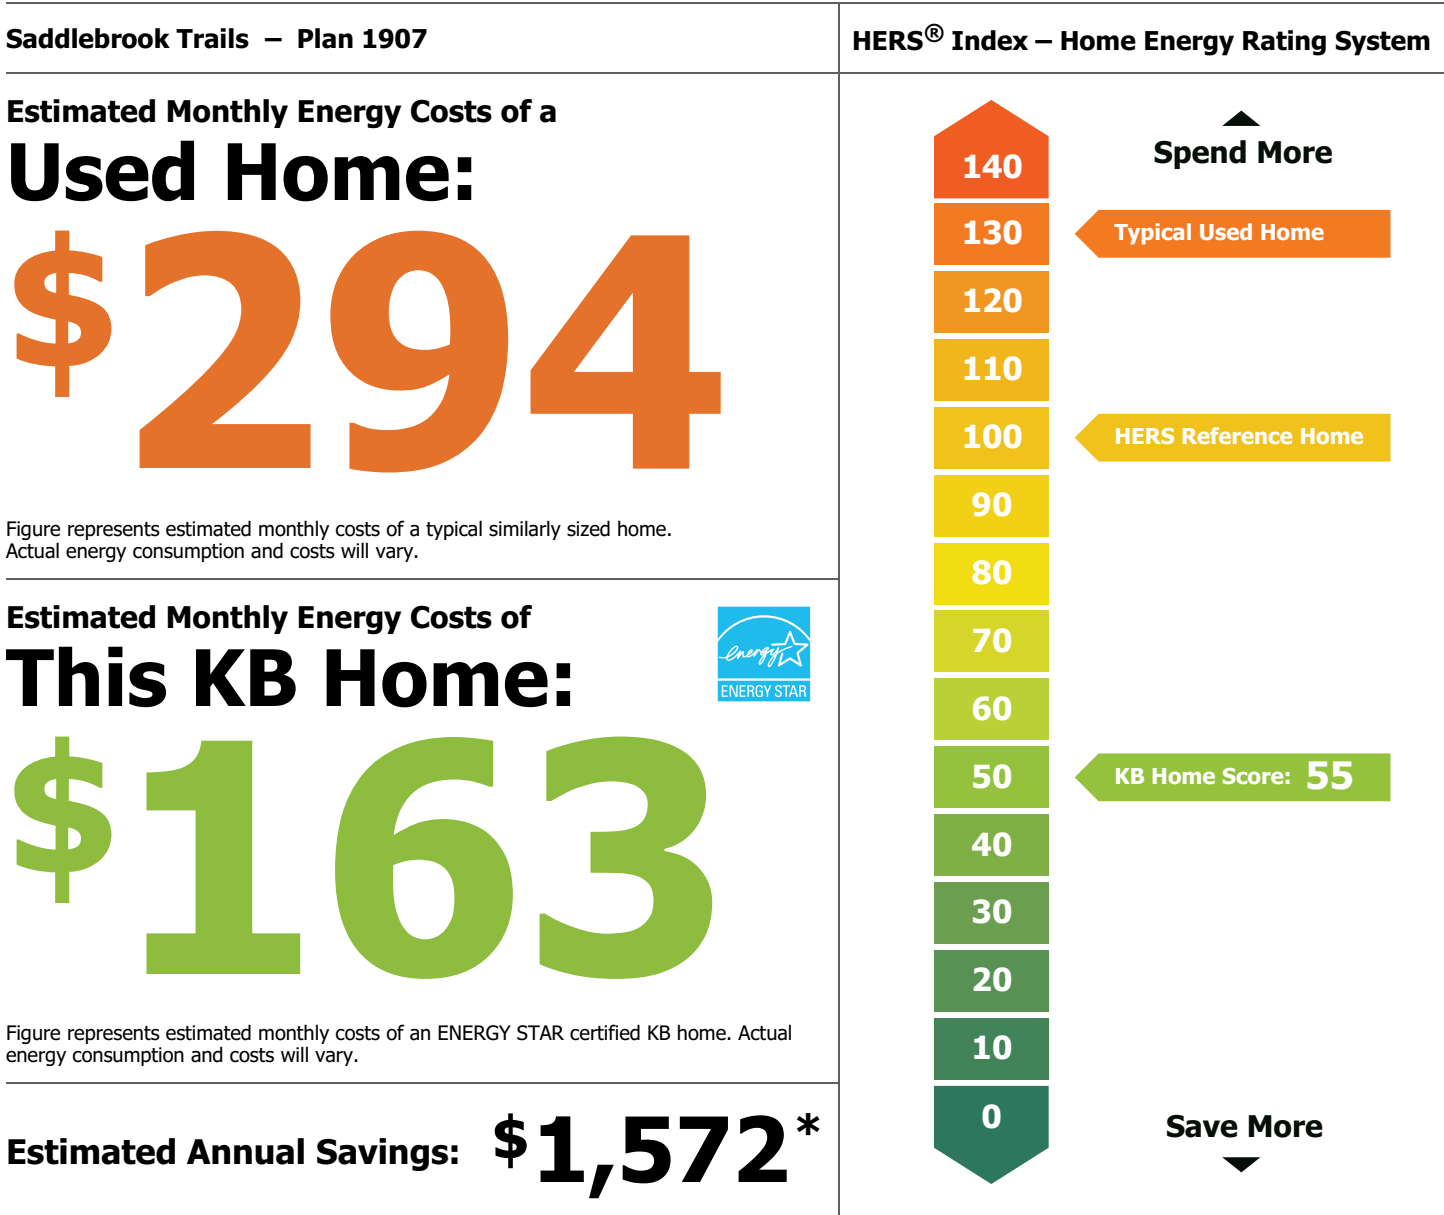 Saddlebrook Trails – Plan 1907
Estimated Monthly Energy Costs of a
Used Home:
$294
Figure represents estimated monthly costs of a typical similarly sized home.
Actual energy consumption and costs will vary.
Estimated Monthly Energy Costs of
This KB Home:
energy
ENERGY STAR
$163
Figure represents estimated monthly costs of an ENERGY STAR certified KB home. Actual
energy consumption and costs will vary.
Estimated Annual Savings: $1,572*
HERS® Index – Home Energy Rating System
Spend More
140
130 Typical Used Home
120
110
100 HERS Reference Home
90
80
70
60
50 KB Home Score: 55
40
30
20
10
0
Save More